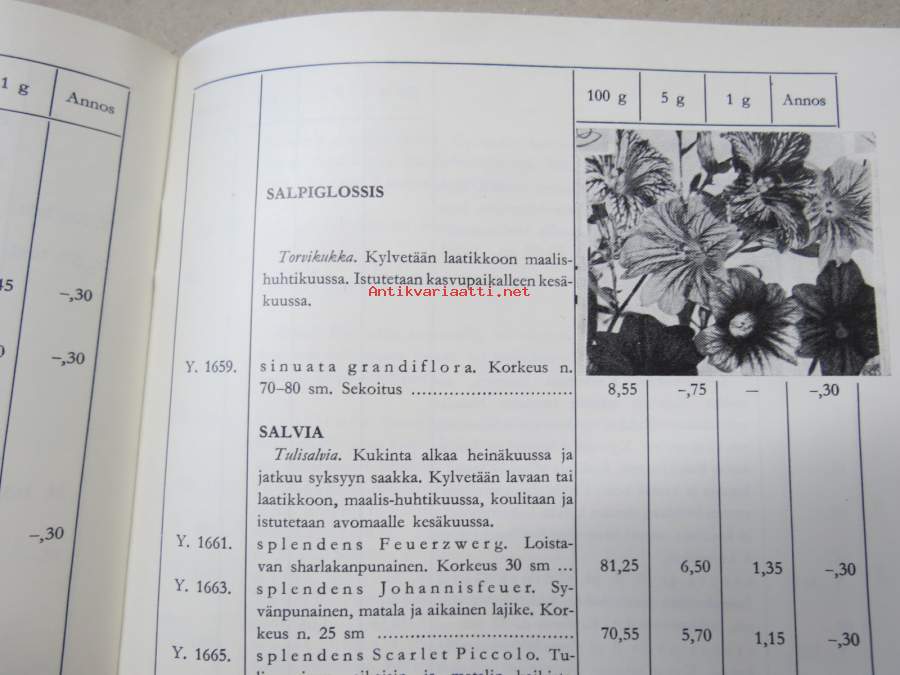 1 g Annos
45 –,30
–,30
–,30
100 g 5 g 1 g Annos
SALPIGLOSSIS
Torvikukka. Kylvetään laatikkoon maalis-
huhtikuussa. Istutetaan kasvupaikalleen kesä-
kuussa.
Antikvariaatti.net
Y. 1659. sinuata grandiflora. Korkeus n.
70–80 sm. Sekoitus ............................. 8,55 –,75 — –,30
SALVIA
Tulisalvia. Kukinta alkaa heinäkuussa ja
jatkuu syksyyn saakka. Kylvetään lavaan tai
laatikkoon, maalis-huhtikuussa, koulitaan ja
istutetaan avomaalle kesäkuussa.
Y. 1661. splendens Feuerzwerg. Loista-
van sharlakanpunainen. Korkeus 30 sm ... 81,25 6,50 1,35 –,30
Y. 1663. splendens Johannisfeuer. Sy-
vänpunainen, matala ja aikainen lajike. Kor-
keus n. 25 sm ................................... 70,55 5,70 1,15 –,30
Y. 1665. splendens Scarlet Piccolo. Tu-